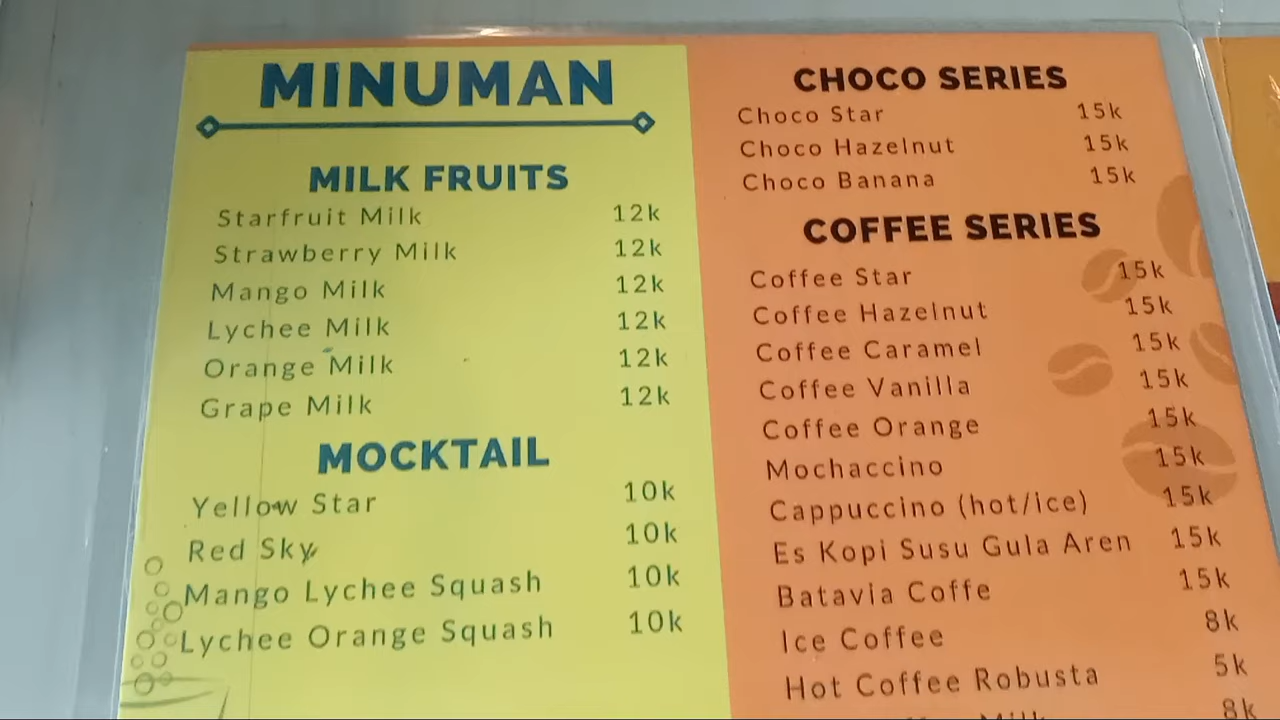 MINUMAN
MILK FRUITS
Starfruit Milk 12k
Strawberry Milk 12k
Mango Milk 12k
Lychee Milk 12k
Orange Milk 12k
Grape Milk 12k
MOCKTAIL
Yellow Star 10k
Red Sky 10k
Mango Lychee Squash 10k
Lychee Orange Squash 10k
CHOCO SERIES
Choco Star 15k
Choco Hazelnut 15k
Choco Banana 15k
COFFEE SERIES
Coffee Star 15k
Coffee Hazelnut 15k
Coffee Caramel 15k
Coffee Vanilla 15k
Coffee Orange 15k
Mochaccino 15k
Cappuccino (hot/ice) 15k
Es Kopi Susu Gula Aren 15k
Batavia Coffe 15k
Ice Coffee 8k
Hot Coffee Robusta 5k
Milk 8k